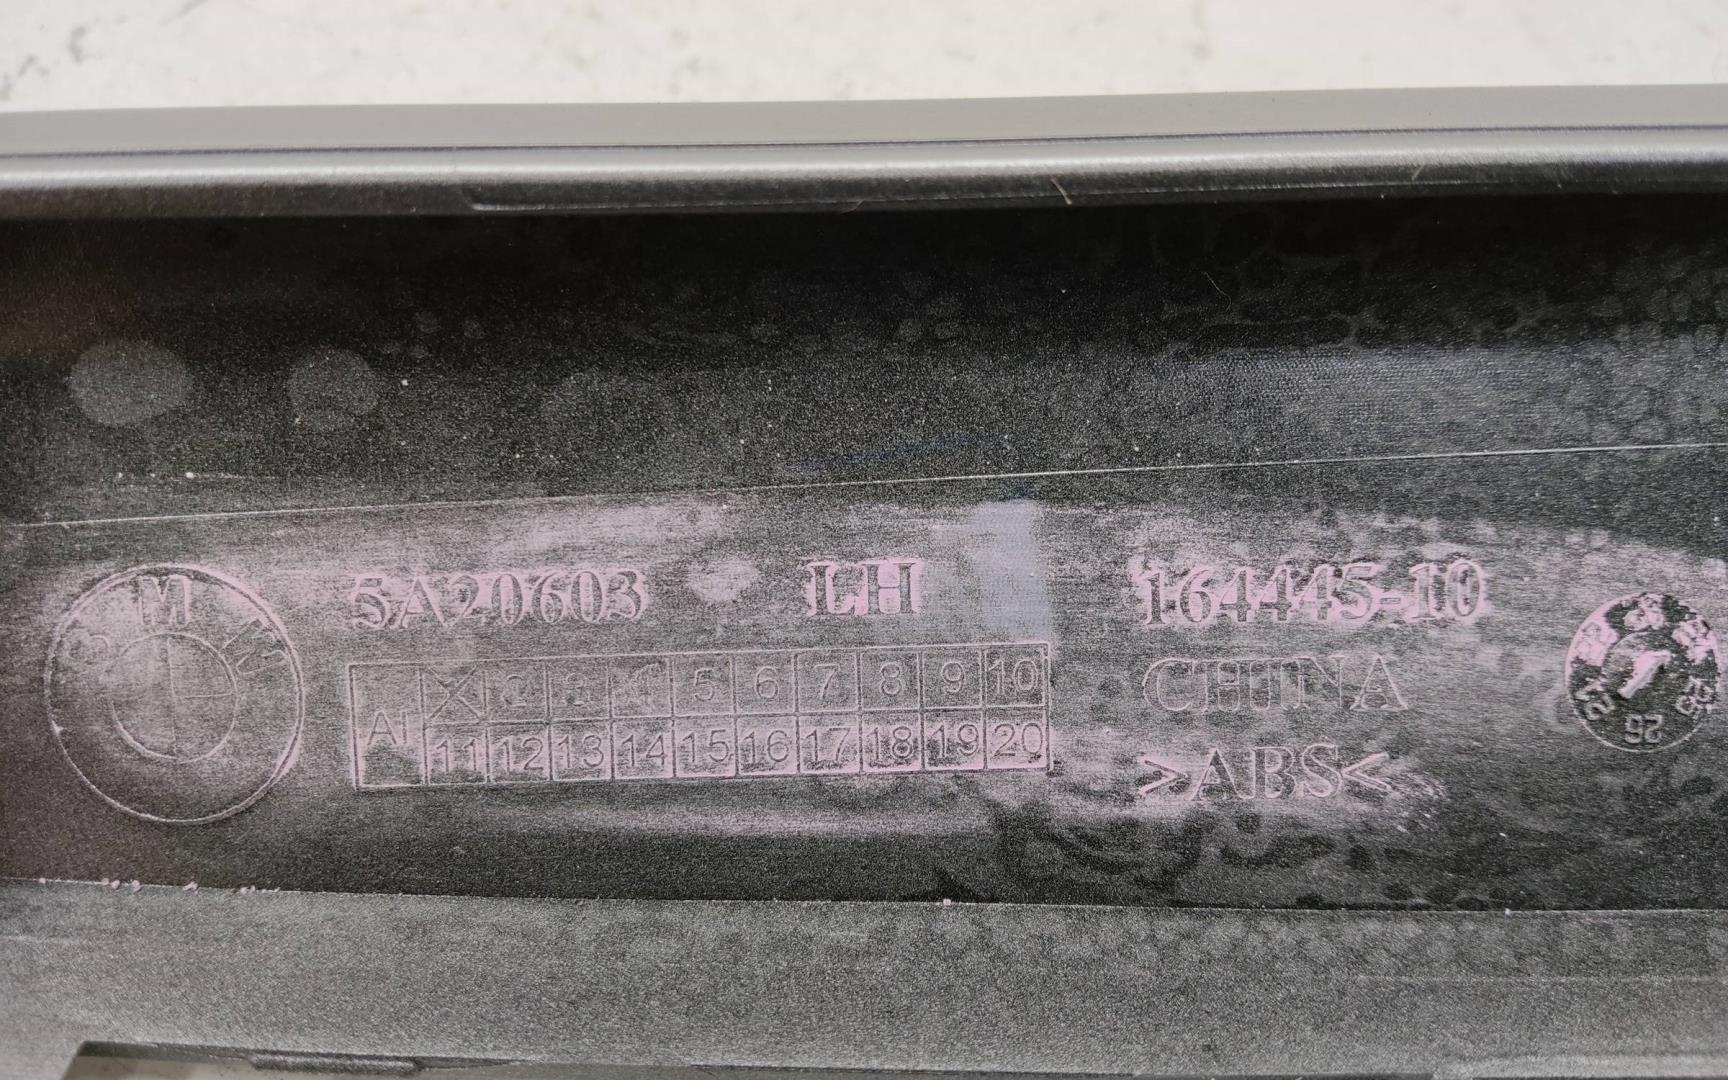 BMW
5A20603 LH 164445-10
AI X 2 3 4 5 6 7 8 9 10
11 12 13 14 15 16 17 18 19 20
CHINA
>ABS<
26